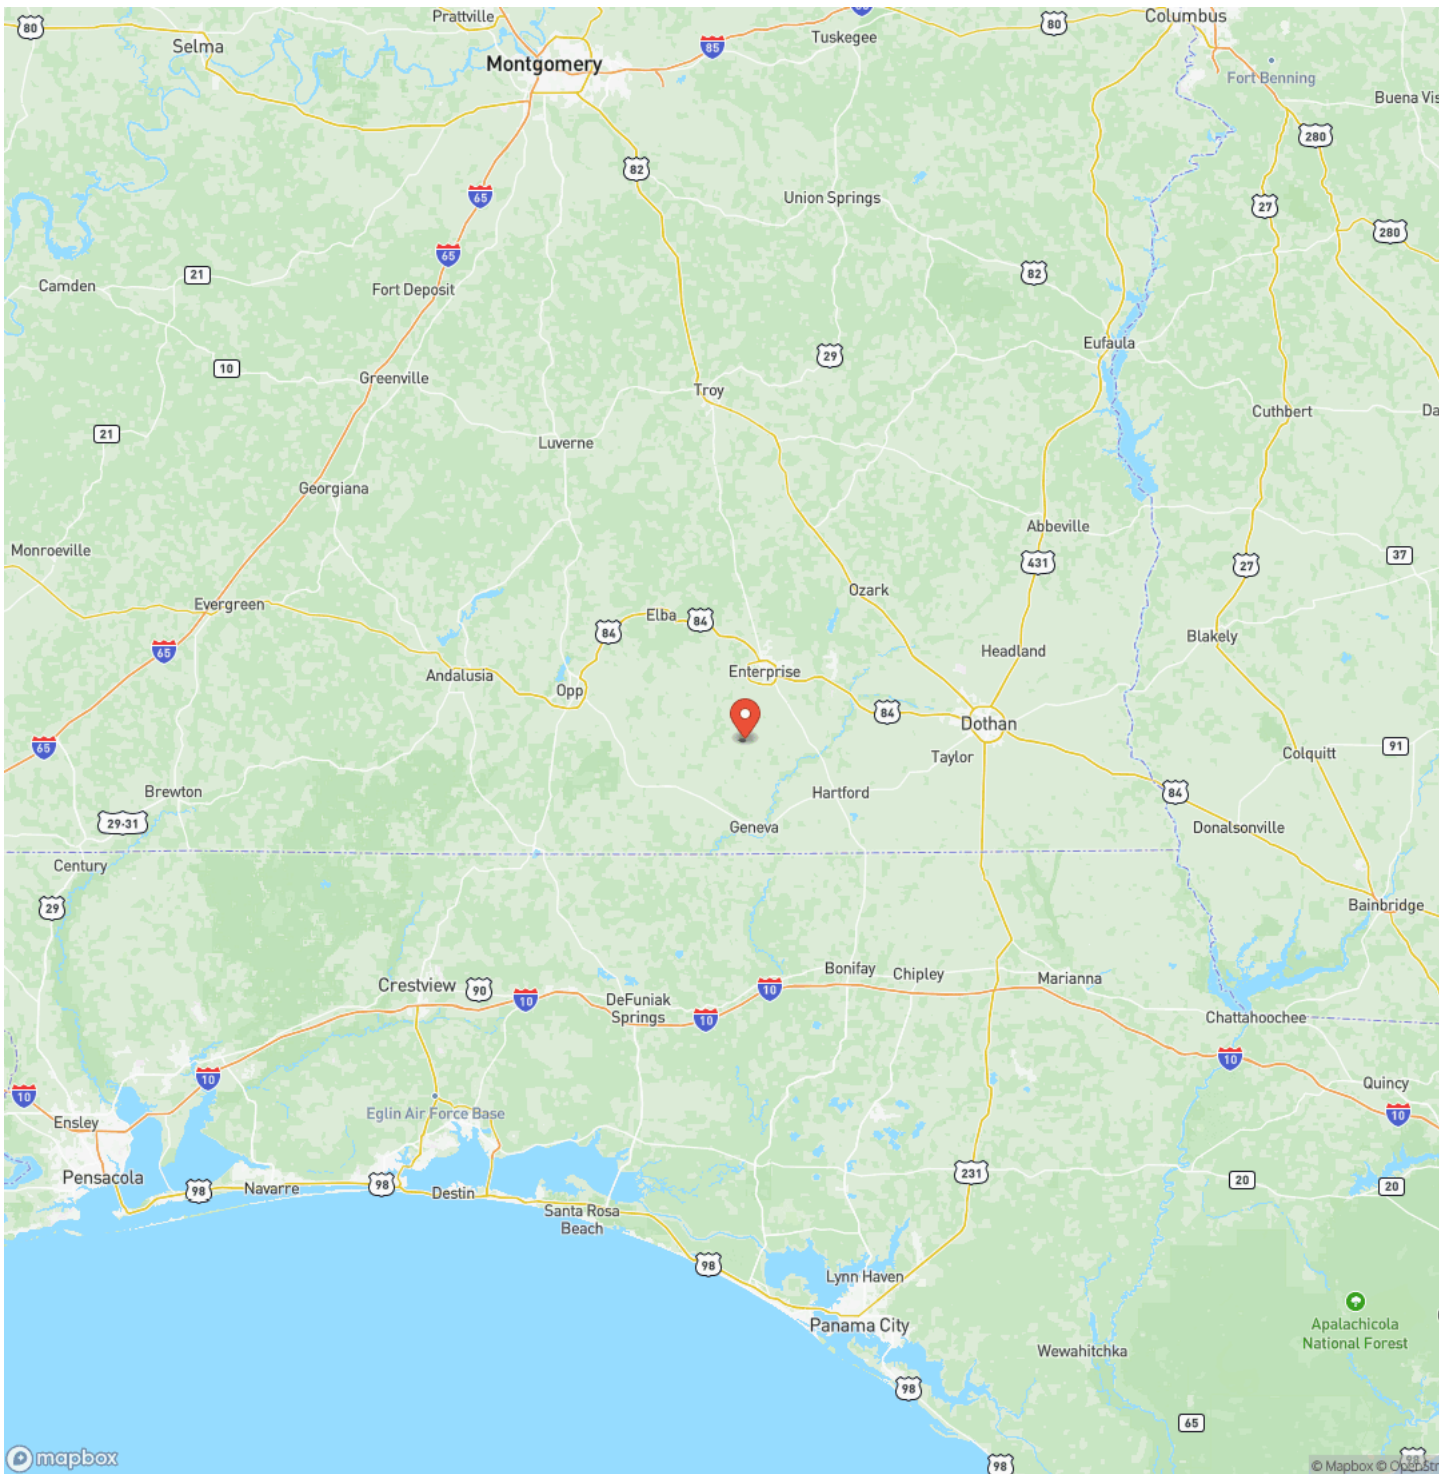 80
Prattville
80
Columbus
Selma
85
Tuskegee
Montgomery
Fort Benning
Buena Vis
280
82
65
Union Springs
27
280
65
21
82
Camden
Fort Deposit
29
Eufaula
10
Greenville
Troy
Cuthbert
Da
21
Luverne
Georgiana
Abbeville
Monroeville
431
27
37
Ozark
Evergreen
Elba
84
84
65
Blakely
Headland
Andalusia
Enterprise
Opp
84
Dothan
65
Taylor
91
Colquitt
Brewton
Hartford
84
29-31
Geneva
Donalsonville
Century
29
Bainbridge
Bonifay
Chipley
Marianna
Crestview
90
10
10
DeFuniak
Springs
10
Chattahoochee
10
10
10
Quincy
Eglin Air Force Base
10
Ensley
Pensacola
98
Navarre
98
Destin
231
20
20
Santa Rosa
Beach
98
Lynn Haven
Panama City
Apalachicola
National Forest
Wewahitchka
98
65
mapbox
98
98
© Mapbox © OpenStr